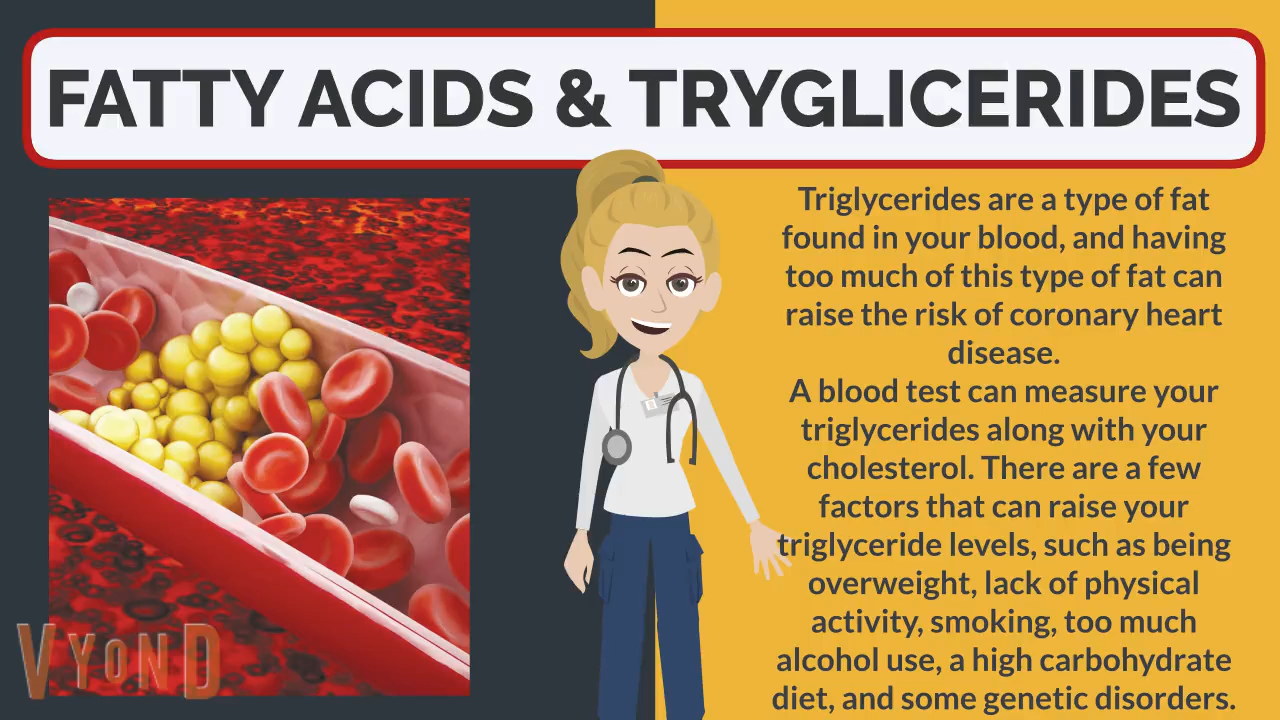 FATTY ACIDS & TRYGLICERIDES
Triglycerides are a type of fat
found in your blood, and having
too much of this type of fat can
raise the risk of coronary heart
disease.
A blood test can measure your
triglycerides along with your
cholesterol. There are a few
factors that can raise your
triglyceride levels, such as being
overweight, lack of physical
activity, smoking, too much
alcohol use, a high carbohydrate
diet, and some genetic disorders.
VYOND